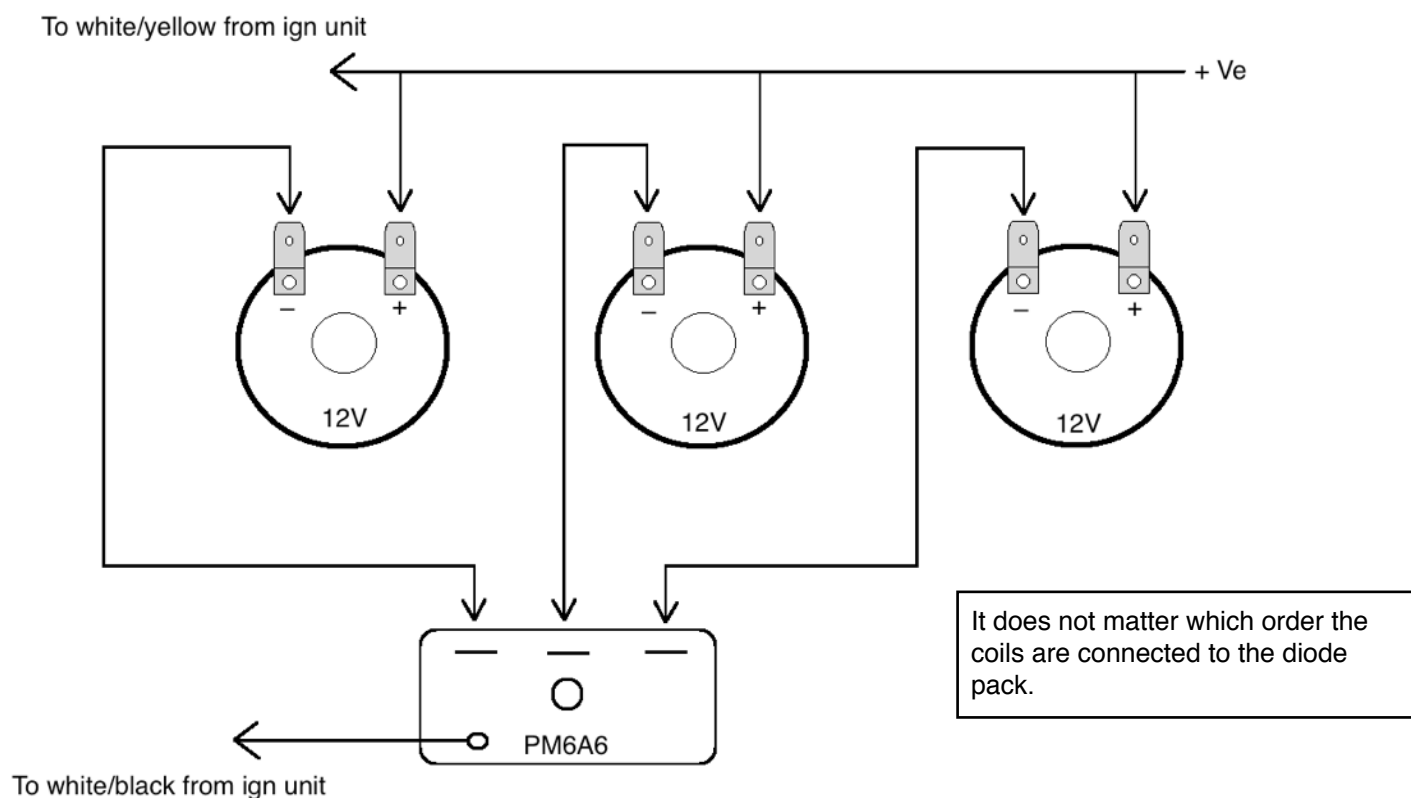 To white/yellow from ign unit
+ Ve
– +
– +
– +
12V
12V
12V
It does not matter which order the
coils are connected to the diode
pack.
PM6A6
To white/black from ign unit